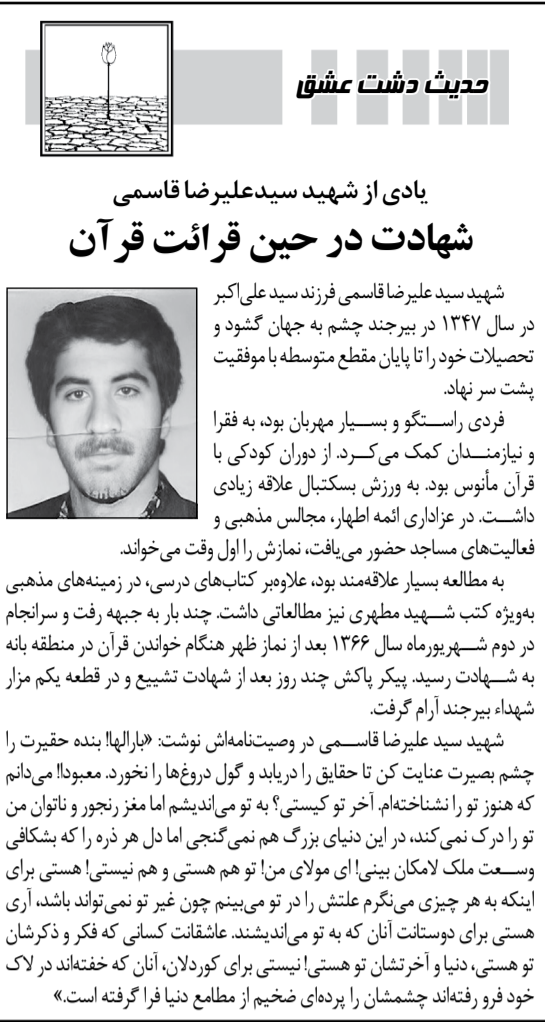 حدیث دشت عشق
یادی از شهید سیدعلیرضا قاسمی
شهادت در حین قرائت قرآن
شهید سید علیرضا قاسمی فرزند سید علی‌اکبر
در سال ۱۳۴۷ در بیرجند چشم به جهان گشود و
تحصیلات خود را تا پایان مقطع متوسطه با موفقیت
پشت سر نهاد.
فردی راستگو و بسیار مهربان بود، به فقرا
و نیازمندان کمک می‌کرد. از دوران کودکی با
قرآن مأنوس بود. به ورزش بسکتبال علاقه زیادی
داشت. در عزاداری ائمه اطهار، مجالس مذهبی و
فعالیت‌های مساجد حضور می‌یافت، نمازش را اول وقت می‌خواند.
به مطالعه بسیار علاقه‌مند بود، علاوه‌بر کتاب‌های درسی، در زمینه‌های مذهبی
به‌ویژه کتب شهید مطهری نیز مطالعاتی داشت. چند بار به جبهه رفت و سرانجام
در دوم شهریورماه سال ۱۳۶۶ بعد از نماز ظهر هنگام خواندن قرآن در منطقه بانه
به شهادت رسید. پیکر پاکش چند روز بعد از شهادت تشییع و در قطعه یکم مزار
شهداء بیرجند آرام گرفت.
شهید سید علیرضا قاسمی در وصیت‌نامه‌اش نوشت: «بارالها! بنده حقیرت را
چشم بصیرت عنایت کن تا حقایق را دریابد و گول دروغ‌ها را نخورد. معبودا! می‌دانم
که هنوز تو را نشناخته‌ام. آخر تو کیستی؟ به تو می‌اندیشم اما مغز رنجور و ناتوان من
تو را درک نمی‌کند، در این دنیای بزرگ هم نمی‌گنجی اما دل هر ذره را که بشکافی
وسعت ملک لامکان بینی! ای مولای من! تو هم هستی و هم نیستی! هستی برای
اینکه به هر چیزی می‌نگرم علتش را در تو می‌بینم چون غیر تو نمی‌تواند باشد، آری
هستی برای دوستانت آنان که به تو می‌اندیشند. عاشقانت کسانی که فکر و ذکرشان
تو هستی، دنیا و آخرتشان تو هستی! نیستی برای کوردلان، آنان که خفته‌اند در لاک
خود فرو رفته‌اند چشمشان را پرده‌ای ضخیم از مطامع دنیا فرا گرفته است.»